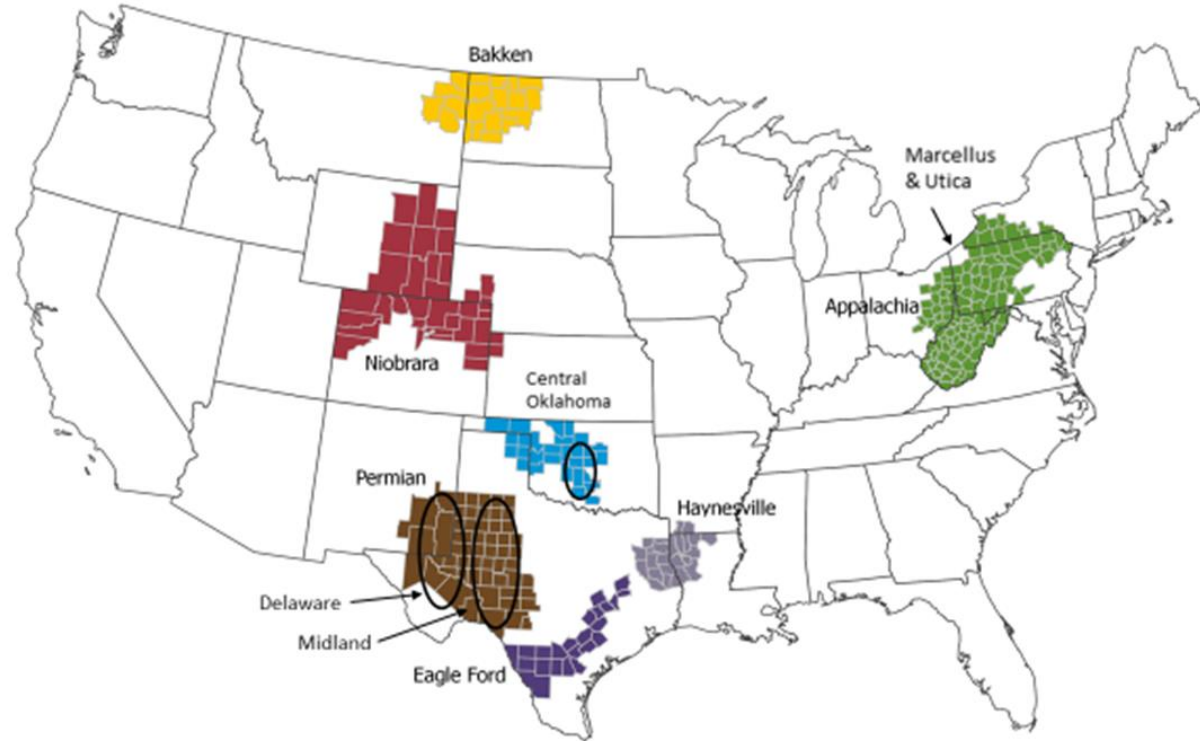 Bakken
Marcellus
& Utica
Appalachia
Niobrara
Central
Oklahoma
Permian
Haynesville
Delaware
Midland
Eagle Ford